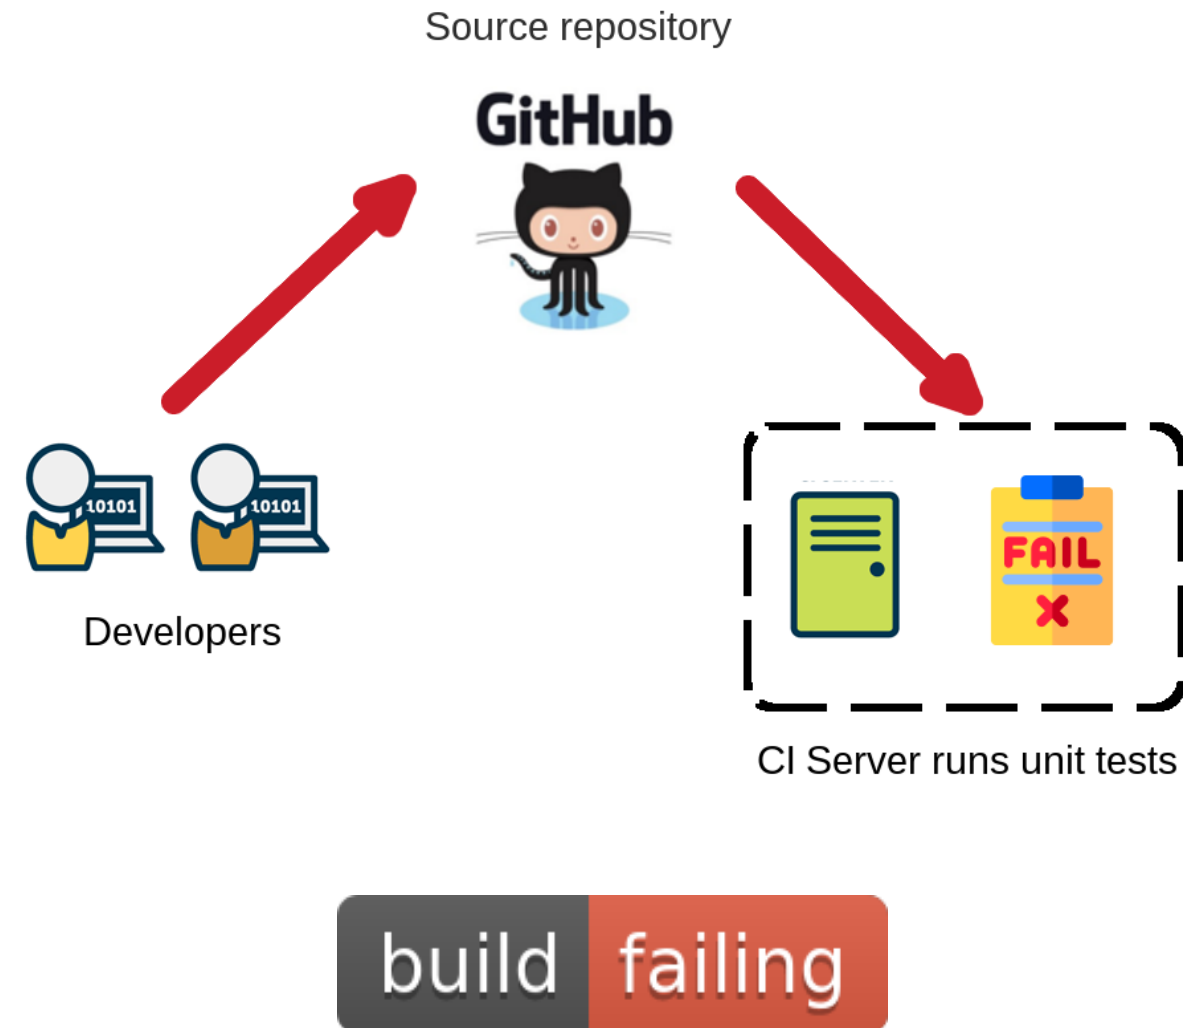 Source repository
GitHub
10101
10101
Developers
FAIL
CI Server runs unit tests
build failing